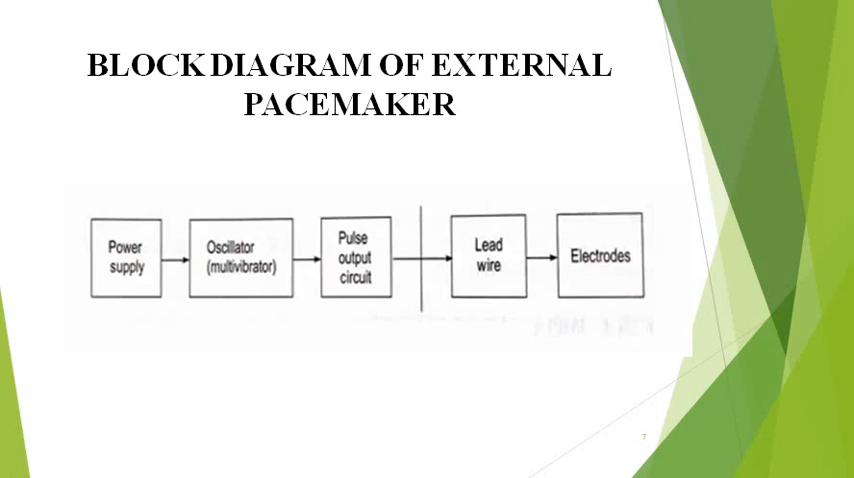 BLOCK DIAGRAM OF EXTERNAL
PACEMAKER
Power
supply
Oscillator
(multivibrator)
Pulse
output
circuit
Lead
wire
Electrodes
7